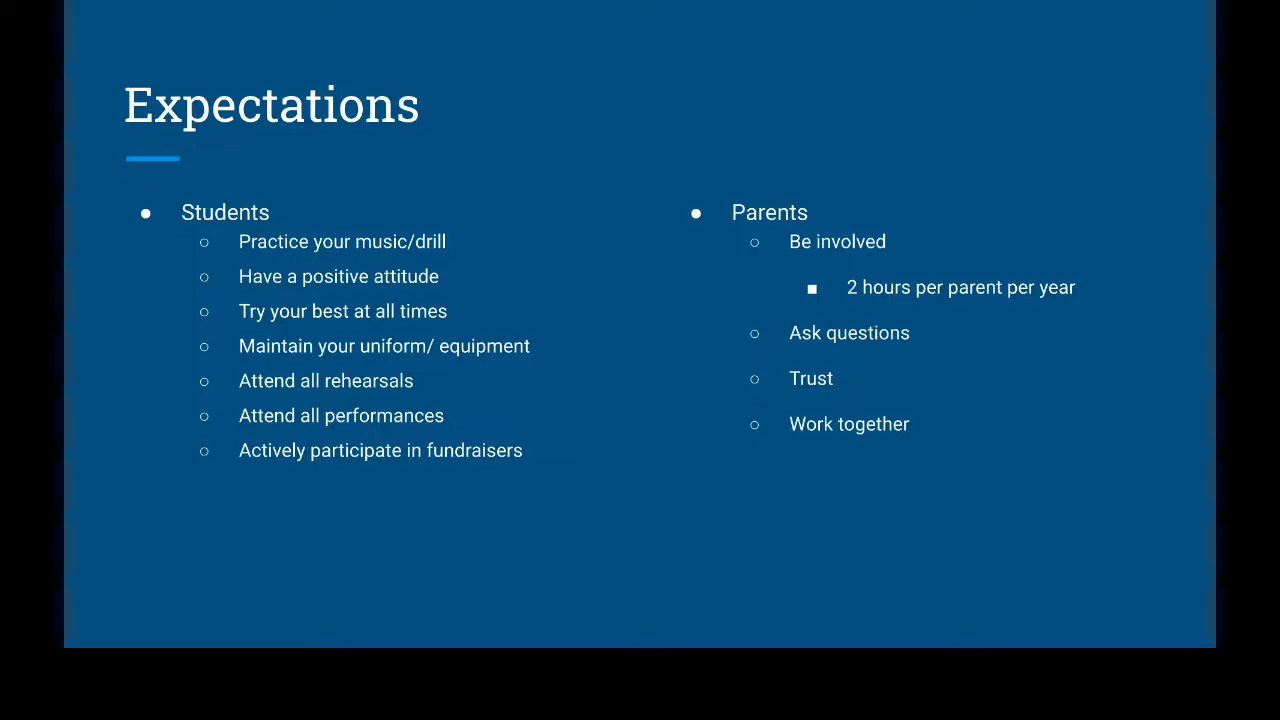 Expectations
● Students
○ Practice your music/drill
○ Have a positive attitude
○ Try your best at all times
○ Maintain your uniform/ equipment
○ Attend all rehearsals
○ Attend all performances
○ Actively participate in fundraisers
● Parents
○ Be involved
■ 2 hours per parent per year
○ Ask questions
○ Trust
○ Work together